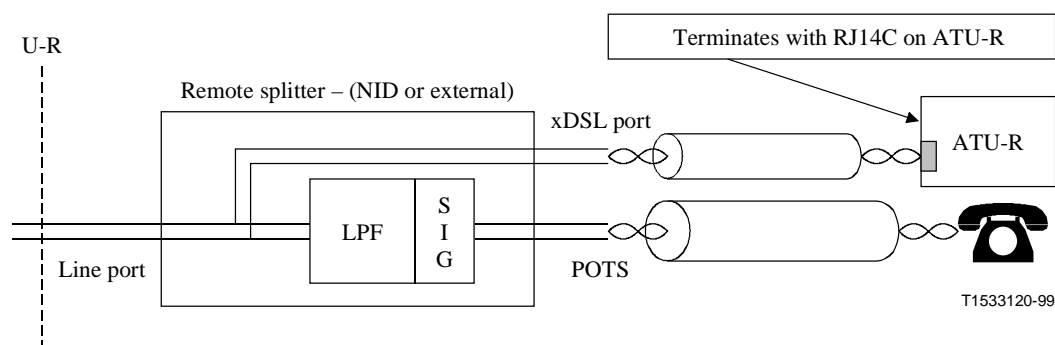 U-R
Terminates with RJ14C on ATU-R
Remote splitter – (NID or external)
xDSL port
ATU-R
LPF
S
I
G
Line port
POTS
T1533120-99